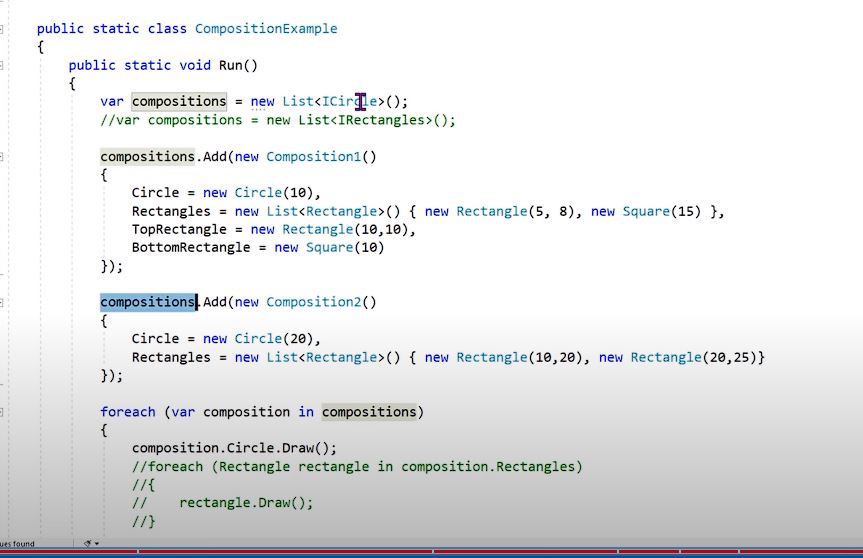 public static class CompositionExample
{
public static void Run()
{
var compositions = new List<ICircle>();
//var compositions = new List<IRectangles>();
compositions.Add(new Composition1()
{
Circle = new Circle(10),
Rectangles = new List<Rectangle>() { new Rectangle(5, 8), new Square(15) },
TopRectangle = new Rectangle(10,10),
BottomRectangle = new Square(10)
});
compositions.Add(new Composition2()
{
Circle = new Circle(20),
Rectangles = new List<Rectangle>() { new Rectangle(10,20), new Rectangle(20,25)}
});
foreach (var composition in compositions)
{
composition.Circle.Draw();
//foreach (Rectangle rectangle in composition.Rectangles)
//{
//    rectangle.Draw();
//}
found